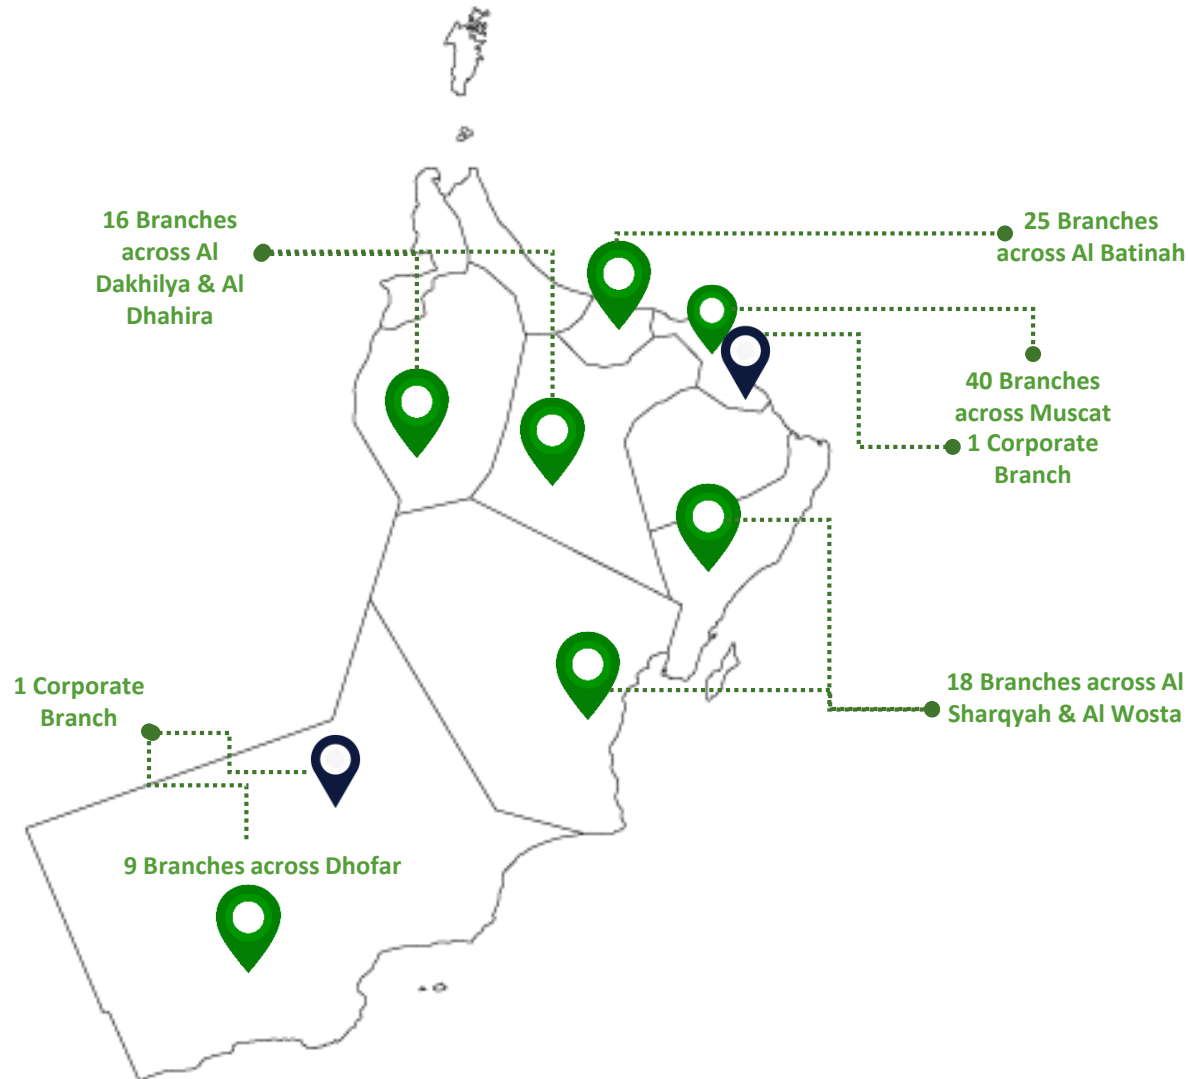 16 Branches
across Al
Dakhilya & Al
Dhahira
25 Branches
across Al Batinah
40 Branches
across Muscat
1 Corporate
Branch
18 Branches across Al
Sharqyah & Al Wosta
1 Corporate
Branch
9 Branches across Dhofar